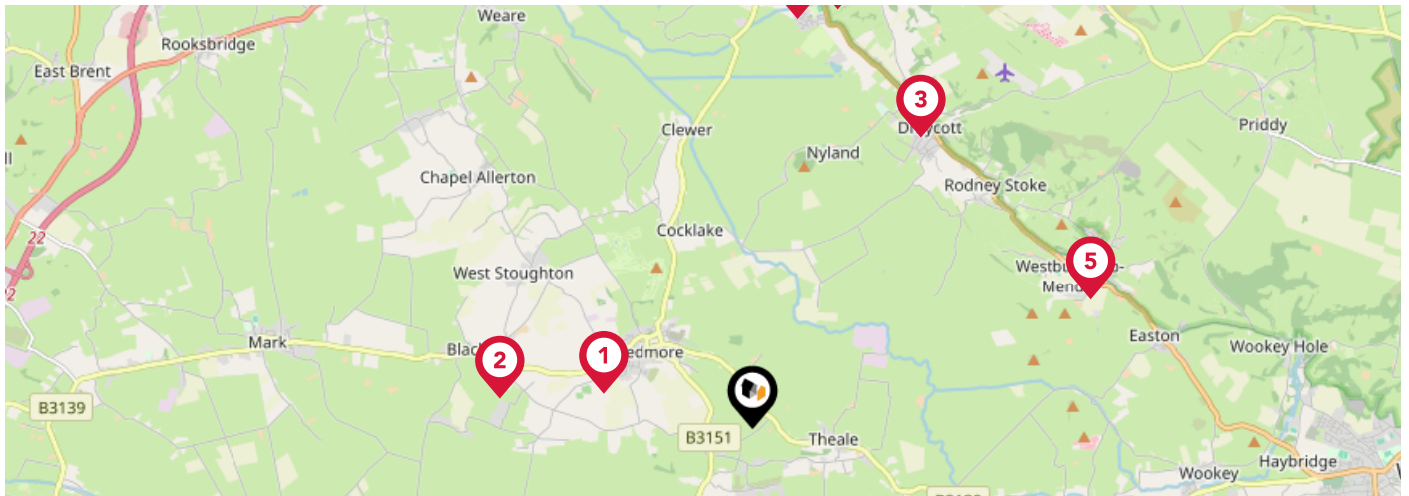 Weare
Rooksbridge
East Brent
3
Clewer
Priddy
Nyland
Chapel Allerton
Rodney Stoke
Cocklake
22
5
West Stoughton
Mark
2
1
edmore
Easton
Wookey Hole
B3139
B3151
Theale
Haybridge
Wookey